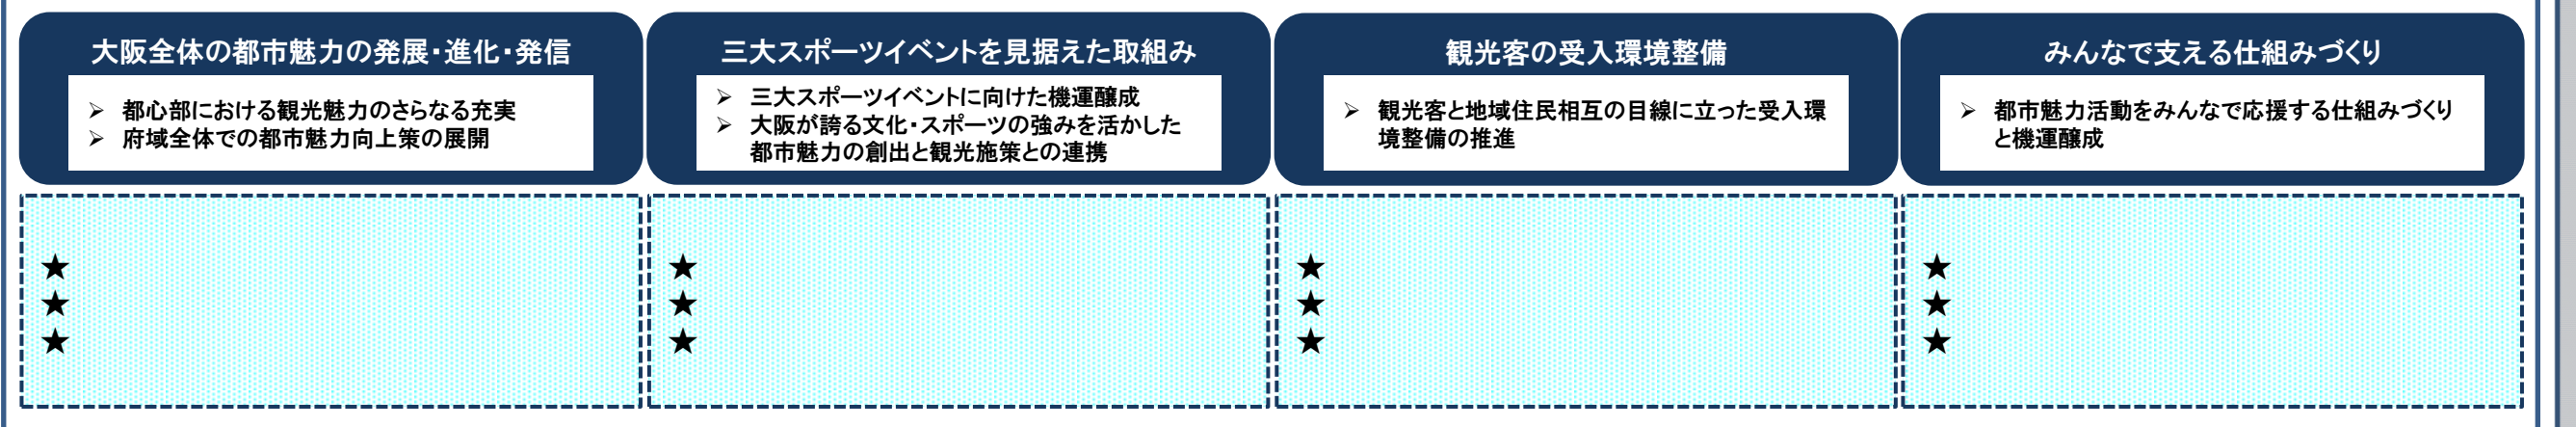 大阪全体の都市魅力の発展・進化・発信
➢ 都心部における観光魅力のさらなる充実
➢ 府域全体での都市魅力向上策の展開
★
★
★
三大スポーツイベントを見据えた取組み
➢ 三大スポーツイベントに向けた機運醸成
➢ 大阪が誇る文化・スポーツの強みを活かした
都市魅力の創出と観光施策との連携
★
★
★
観光客の受入環境整備
➢ 観光客と地域住民相互の目線に立った受入環
境整備の推進
★
★
★
みんなで支える仕組みづくり
➢ 都市魅力活動をみんなで応援する仕組みづくり
と機運醸成
★
★
★